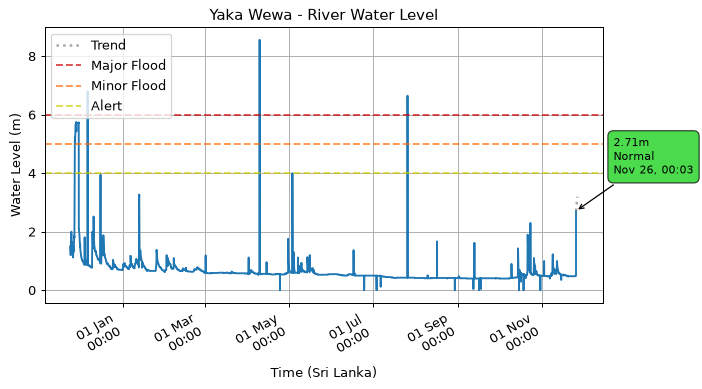 Yaka Wewa - River Water Level
Trend
Major Flood
Minor Flood
Alert
8
6
4
2
0
Water Level (m)
2.71m
Normal
Nov 26, 00:03
01 Jan
00:00
01 Mar
00:00
01 May
00:00
01 Jul
00:00
01 Sep
00:00
01 Nov
00:00
Time (Sri Lanka)